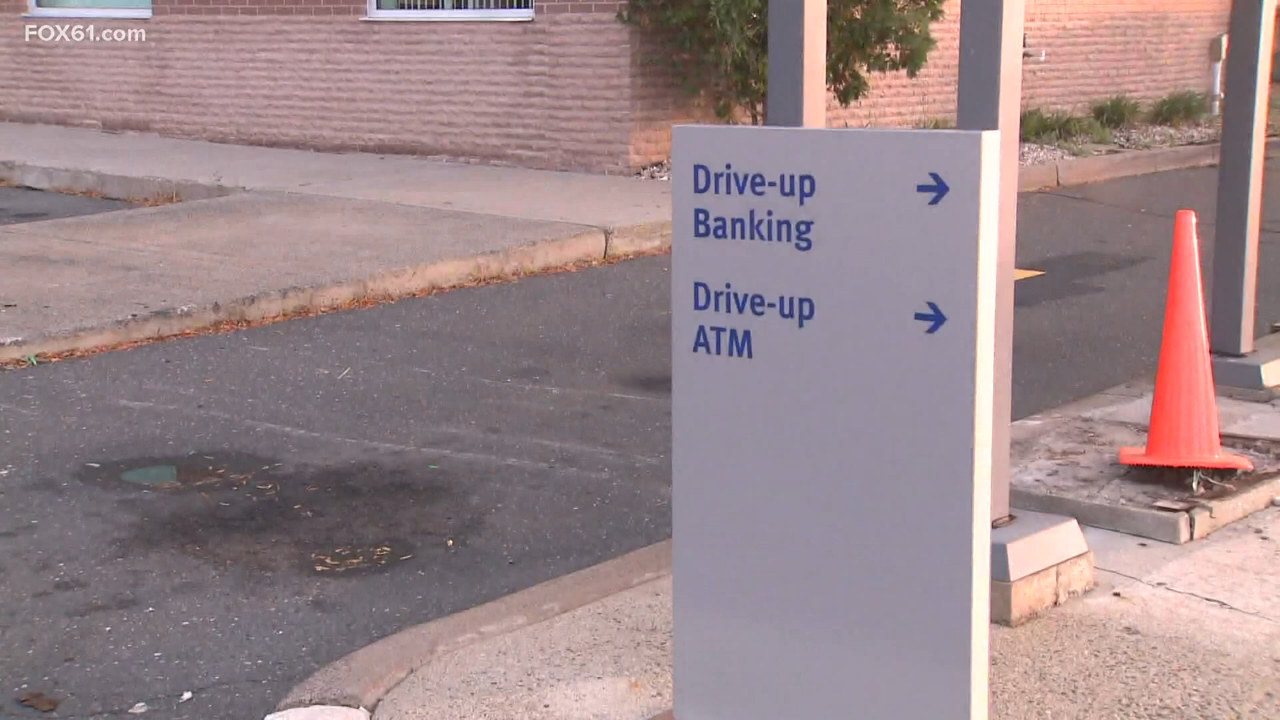 FOX61.com
Drive-up →
Banking
Drive-up →
ATM